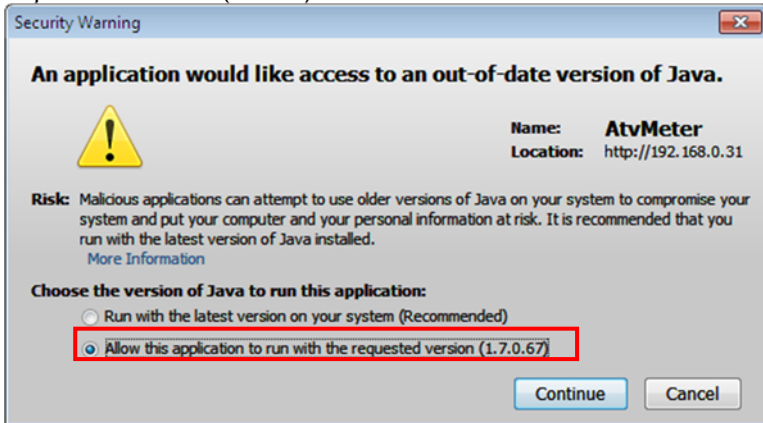 Security Warning
An application would like access to an out-of-date version of Java.
Name: AtvMeter
Location: http://192.168.0.31
Risk: Malicious applications can attempt to use older versions of Java on your system to compromise your
system and put your computer and your personal information at risk. It is recommended that you
run with the latest version of Java installed.
More Information
Choose the version of Java to run this application:
Run with the latest version on your system (Recommended)
Allow this application to run with the requested version (1.7.0.67)
Continue Cancel